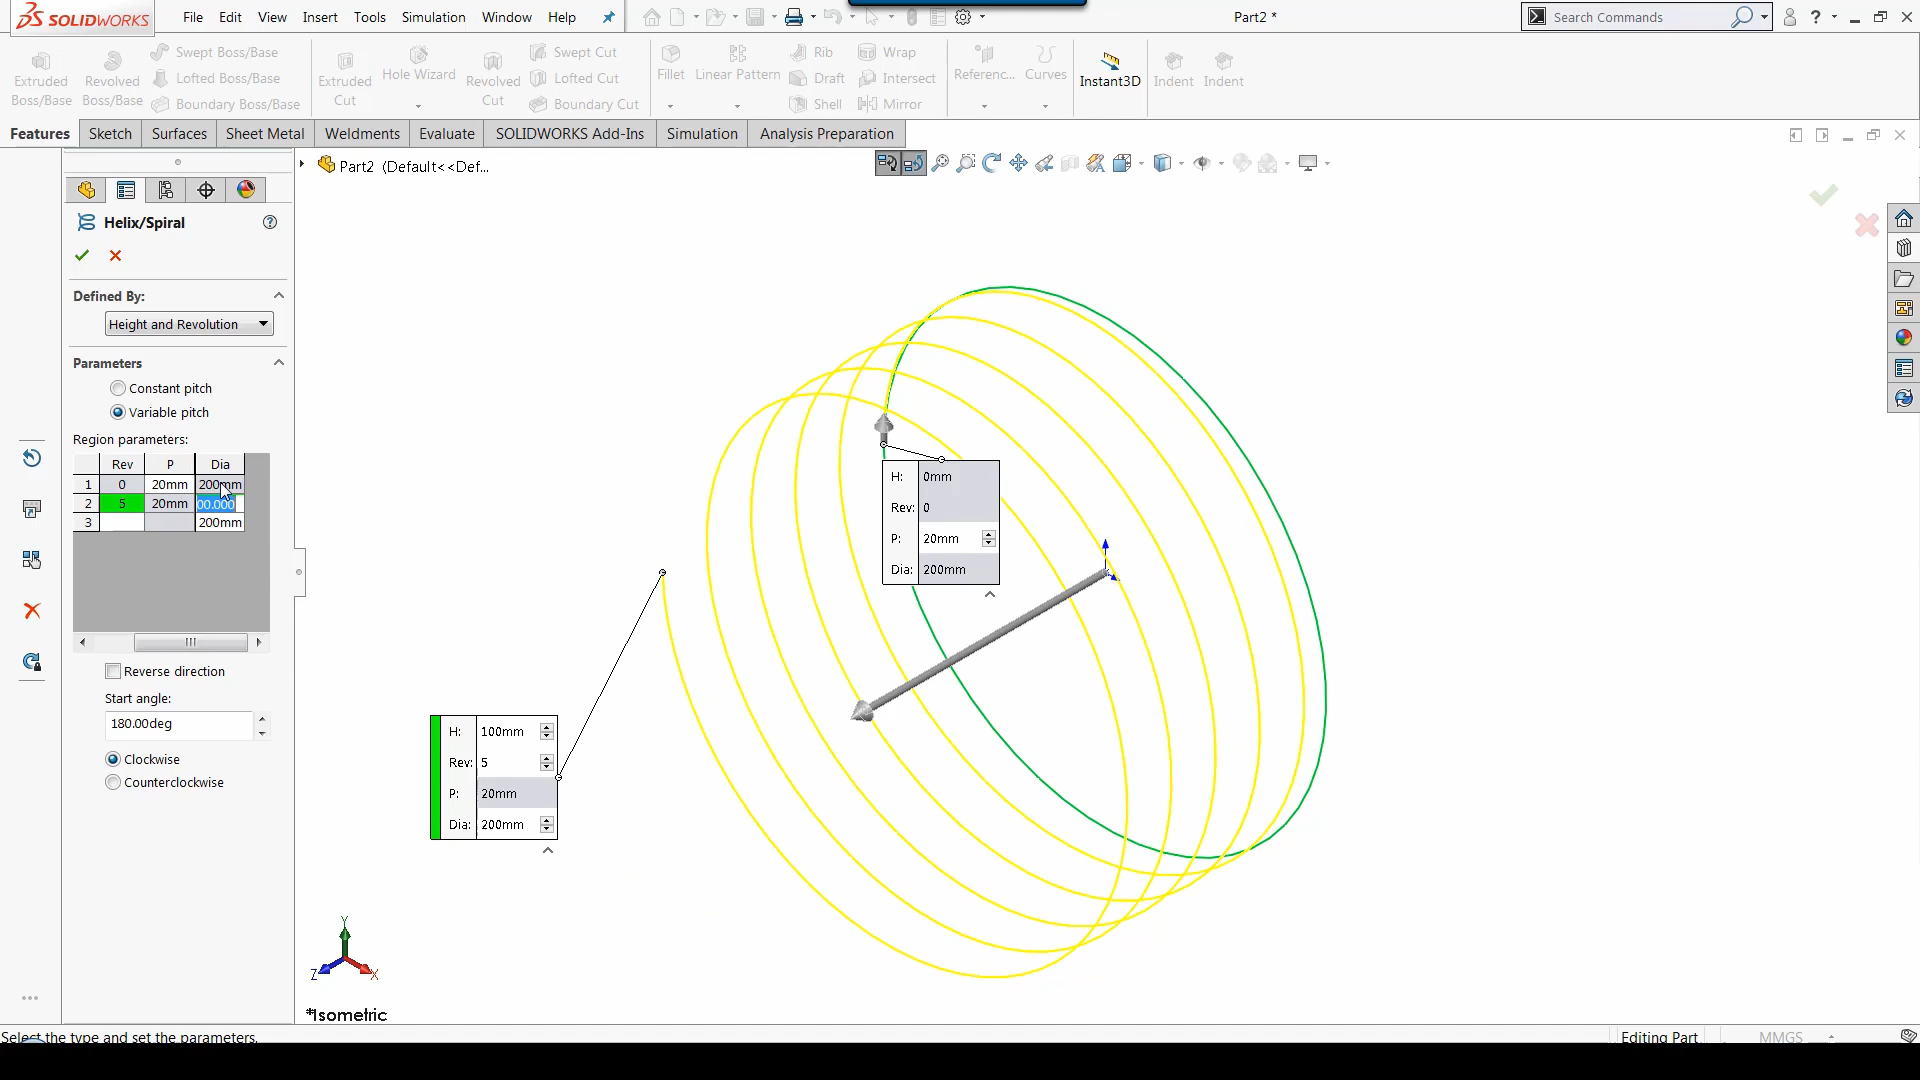 SOLIDWORKS File Edit View Insert Tools Simulation Window Help Part2 * Search Commands
Extruded Boss/Base
Revolved Boss/Base
Swept Boss/Base
Lofted Boss/Base
Boundary Boss/Base
Extruded Cut
Hole Wizard
Revolved Cut
Swept Cut
Lofted Cut
Boundary Cut
Fillet
Linear Pattern
Rib
Draft
Shell
Wrap
Intersect
Mirror
Referenc...
Curves
Instant3D
Indent
Indent
Features Sketch Surfaces Sheet Metal Weldments Evaluate SOLIDWORKS Add-Ins Simulation Analysis Preparation
Part2 (Default<<Def...
Helix/Spiral
Defined By:
Height and Revolution
Parameters
Constant pitch
Variable pitch
Region parameters:
Rev P Dia
1 0 20mm 200mm
2 5 20mm 00.000
3 200mm
Reverse direction
Start angle:
180.00deg
Clockwise
Counterclockwise
H: 0mm
Rev: 0
P: 20mm
Dia: 200mm
H: 100mm
Rev: 5
P: 20mm
Dia: 200mm
Y
Z X
*Isometric
Select the type and set the parameters. Editing Part MMGS